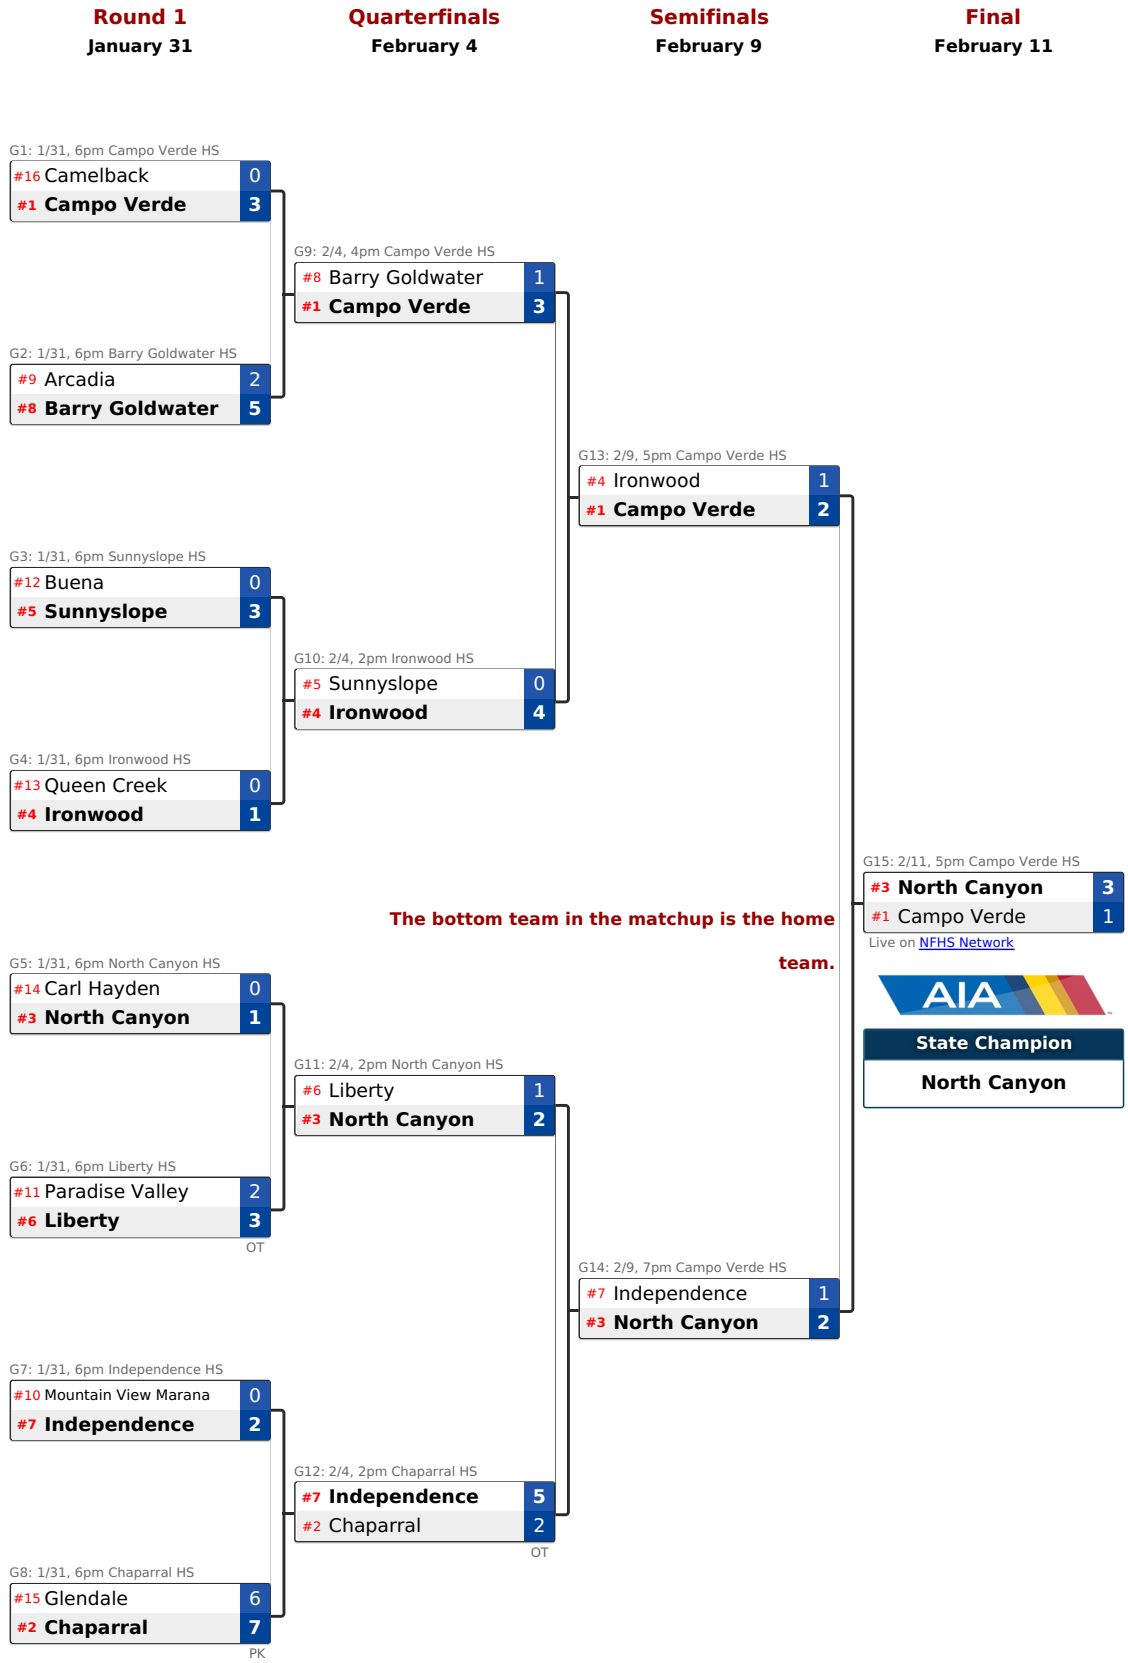 Round 1
January 31
Quarterfinals
February 4
Semifinals
February 9
Final
February 11
G1: 1/31, 6pm Campo Verde HS
#16 Camelback 0
#1 Campo Verde 3
G2: 1/31, 6pm Barry Goldwater HS
#9 Arcadia 2
#8 Barry Goldwater 5
G3: 1/31, 6pm Sunnyslope HS
#12 Buena 0
#5 Sunnyslope 3
G4: 1/31, 6pm Ironwood HS
#13 Queen Creek 0
#4 Ironwood 1
G5: 1/31, 6pm North Canyon HS
#14 Carl Hayden 0
#3 North Canyon 1
G6: 1/31, 6pm Liberty HS
#11 Paradise Valley 2
#6 Liberty 3
OT
G7: 1/31, 6pm Independence HS
#10 Mountain View Marana 0
#7 Independence 2
G8: 1/31, 6pm Chaparral HS
#15 Glendale 6
#2 Chaparral 7
PK
G9: 2/4, 4pm Campo Verde HS
#8 Barry Goldwater 1
#1 Campo Verde 3
G10: 2/4, 2pm Ironwood HS
#5 Sunnyslope 0
#4 Ironwood 4
G11: 2/4, 2pm North Canyon HS
#6 Liberty 1
#3 North Canyon 2
G12: 2/4, 2pm Chaparral HS
#7 Independence 5
#2 Chaparral 2
OT
G13: 2/9, 5pm Campo Verde HS
#4 Ironwood 1
#1 Campo Verde 2
The bottom team in the matchup is the home
team.
G14: 2/9, 7pm Campo Verde HS
#7 Independence 1
#3 North Canyon 2
G15: 2/11, 5pm Campo Verde HS
#3 North Canyon 3
#1 Campo Verde 1
Live on NFHS Network
AIA
State Champion
North Canyon